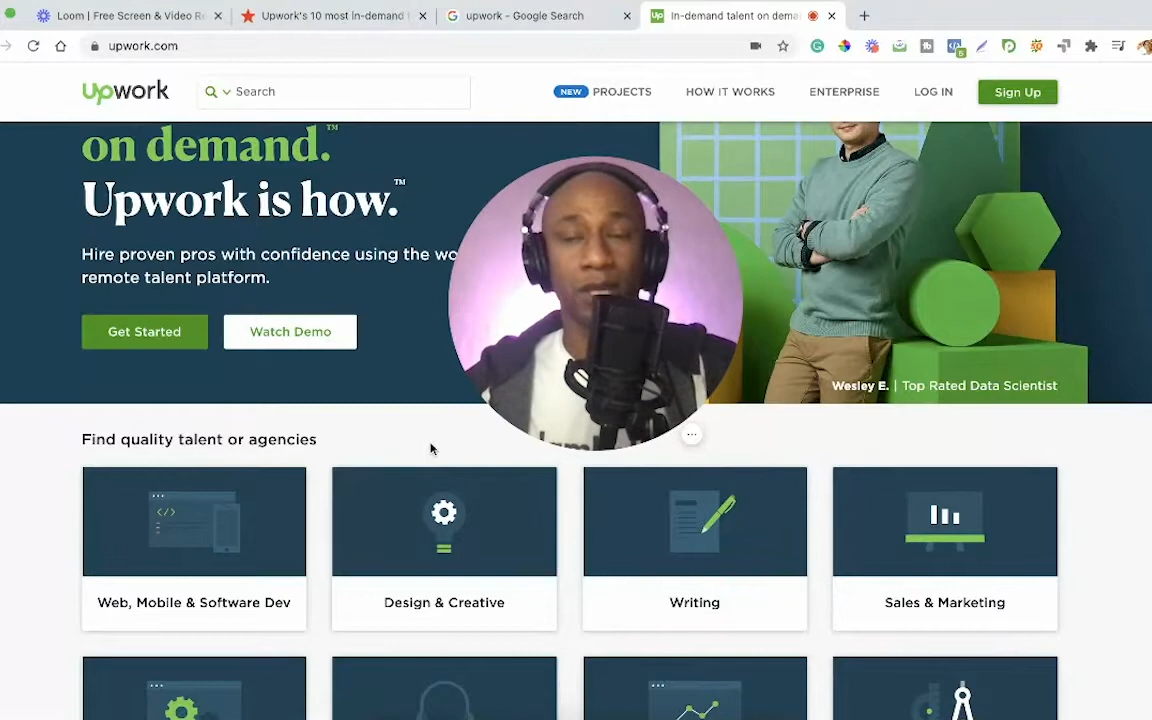 Loom | Free Screen & Video Re
Upwork's 10 most in-demand
upwork - Google Search
Up
In-demand talent on dema
upwork.com
5
Upwork
Search
NEW
PROJECTS
HOW IT WORKS
ENTERPRISE
LOG IN
Sign Up
on demand.™
Upwork is how.™
Hire proven pros with confidence using the wo
remote talent platform.
Get Started
Watch Demo
Wesley E. | Top Rated Data Scientist
Find quality talent or agencies
</>
Web, Mobile & Software Dev
Design & Creative
Writing
Sales & Marketing